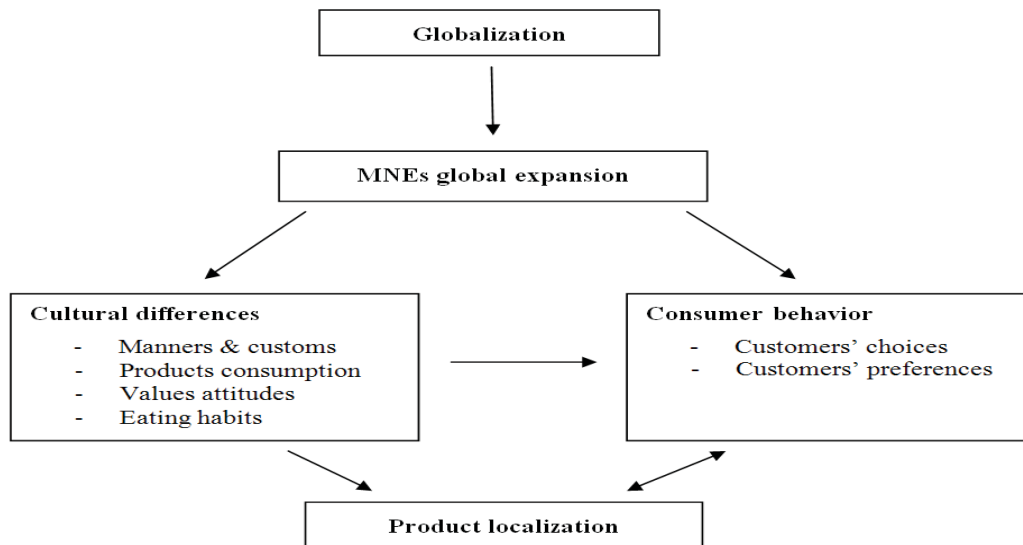 Globalization
MNEs global expansion
Cultural differences
- Manners & customs
- Products consumption
- Values attitudes
- Eating habits
Consumer behavior
- Customers’ choices
- Customers’ preferences
Product localization